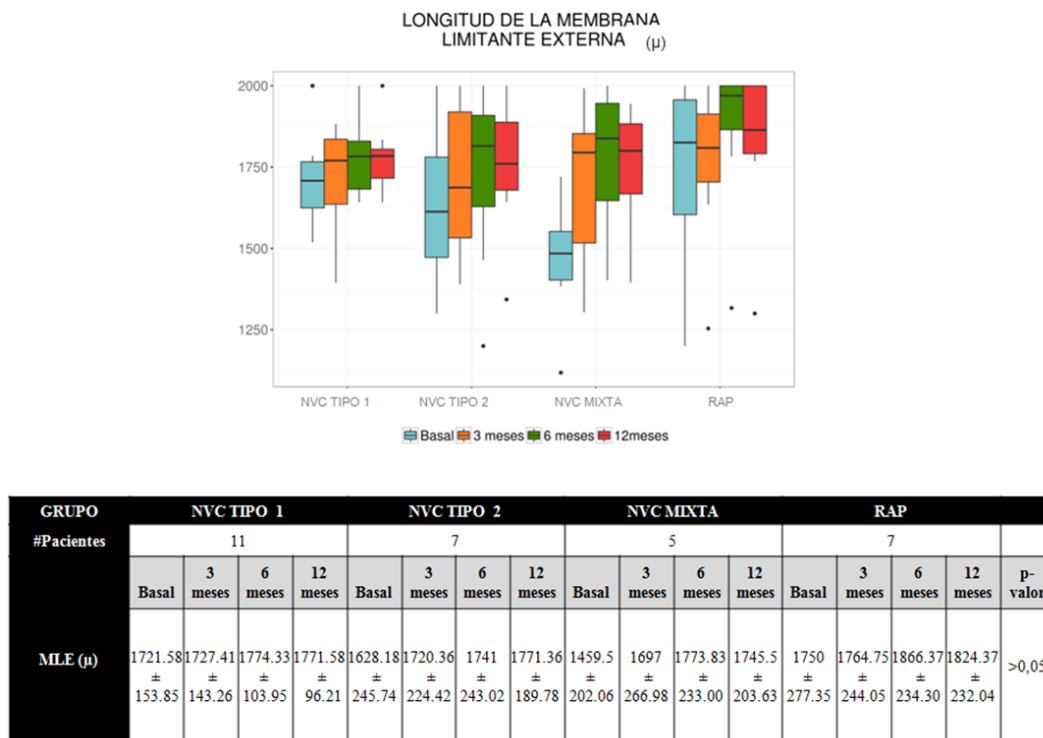 LONGITUD DE LA MEMBRANA
LIMITANTE EXTERNA (μ)
2000
1750
1500
1250
NVC TIPO 1 NVC TIPO 2 NVC MIXTA RAP
Basal 3 meses 6 meses 12meses
GRUPO NVC TIPO 1 NVC TIPO 2 NVC MIXTA RAP
#Pacientes 11 7 5 7
Basal 3 meses 6 meses 12 meses Basal 3 meses 6 meses 12 meses Basal 3 meses 6 meses 12 meses Basal 3 meses 6 meses 12 meses p-valor
MLE (μ) 1721.58 ± 153.85 1727.41 ± 143.26 1774.33 ± 103.95 1771.58 ± 96.21 1628.18 ± 245.74 1720.36 ± 224.42 1741 ± 243.02 1771.36 ± 189.78 1459.5 ± 202.06 1697 ± 266.98 1773.83 ± 233.00 1745.5 ± 203.63 1750 ± 277.35 1764.75 ± 244.05 1866.37 ± 234.30 1824.37 ± 232.04 >0,05